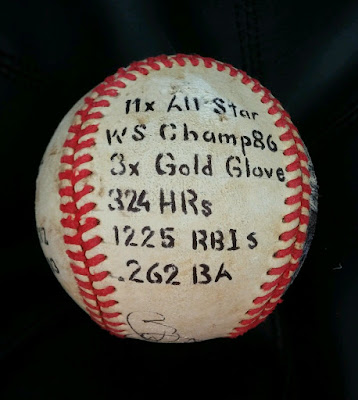 11x All Star
WS Champ86
3x Gold Glove
324 HRs
1225 RBIs
.262 BA